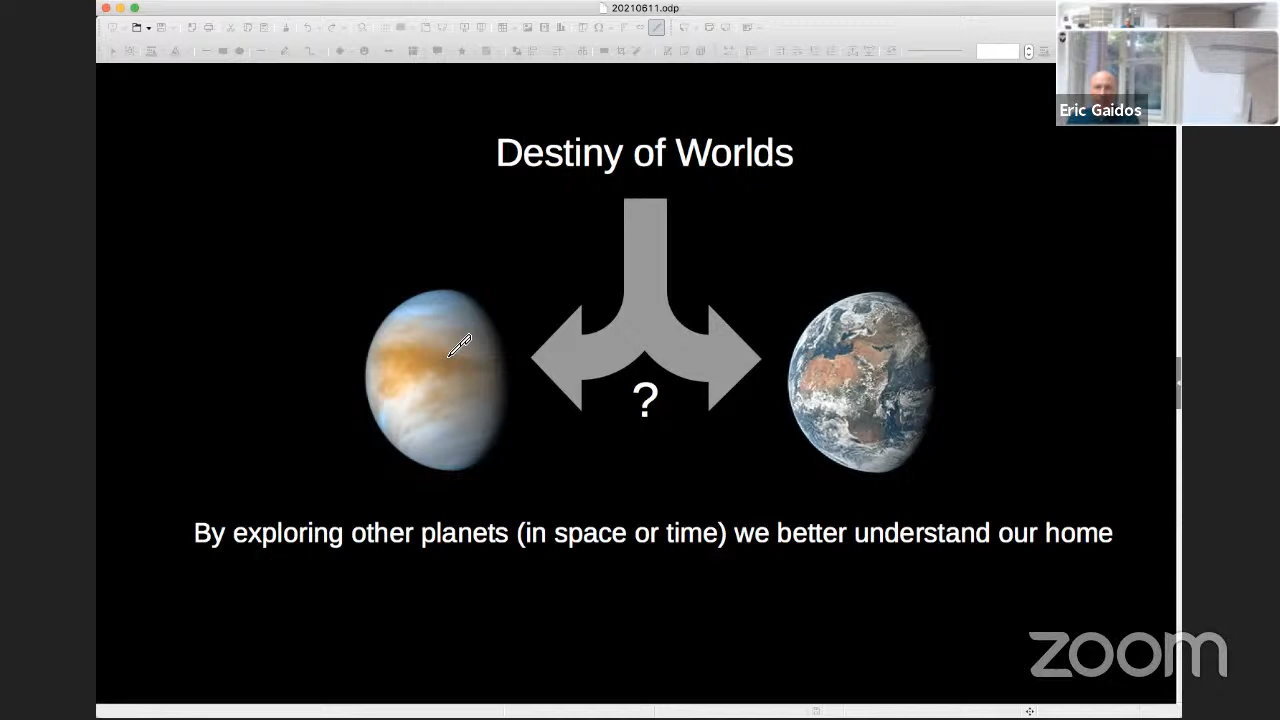 20210611.odp
Eric Gaidos
Destiny of Worlds
?
By exploring other planets (in space or time) we better understand our home
zoom